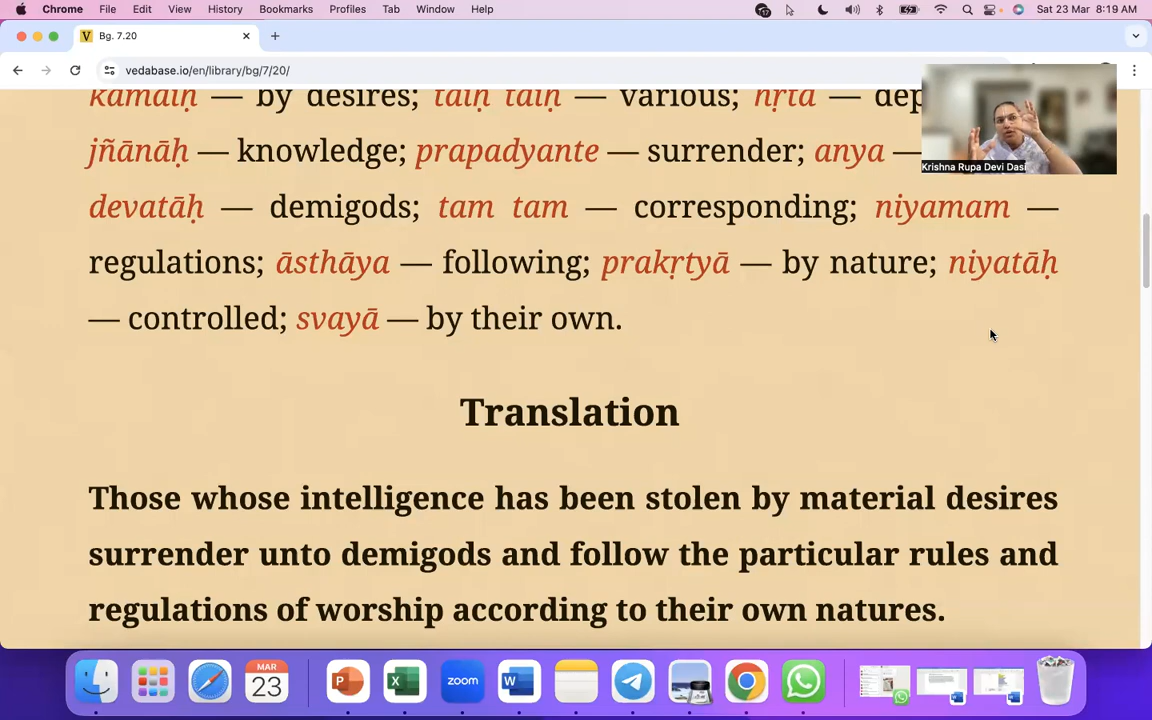 Chrome File Edit View History Bookmarks Profiles Tab Window Help Sat 23 Mar 8:19 AM
Bg. 7.20
vedabase.io/en/library/bg/7/20/
kāmaiḥ — by desires; taiḥ taiḥ — various; hṛta — dep
jñānāḥ — knowledge; prapadyante — surrender; anya —
Krishna Rupa Devi Dasi
devatāḥ — demigods; tam tam — corresponding; niyamam —
regulations; āsthāya — following; prakṛtyā — by nature; niyatāḥ
— controlled; svayā — by their own.
Translation
Those whose intelligence has been stolen by material desires
surrender unto demigods and follow the particular rules and
regulations of worship according to their own natures.
MAR
23
zoom